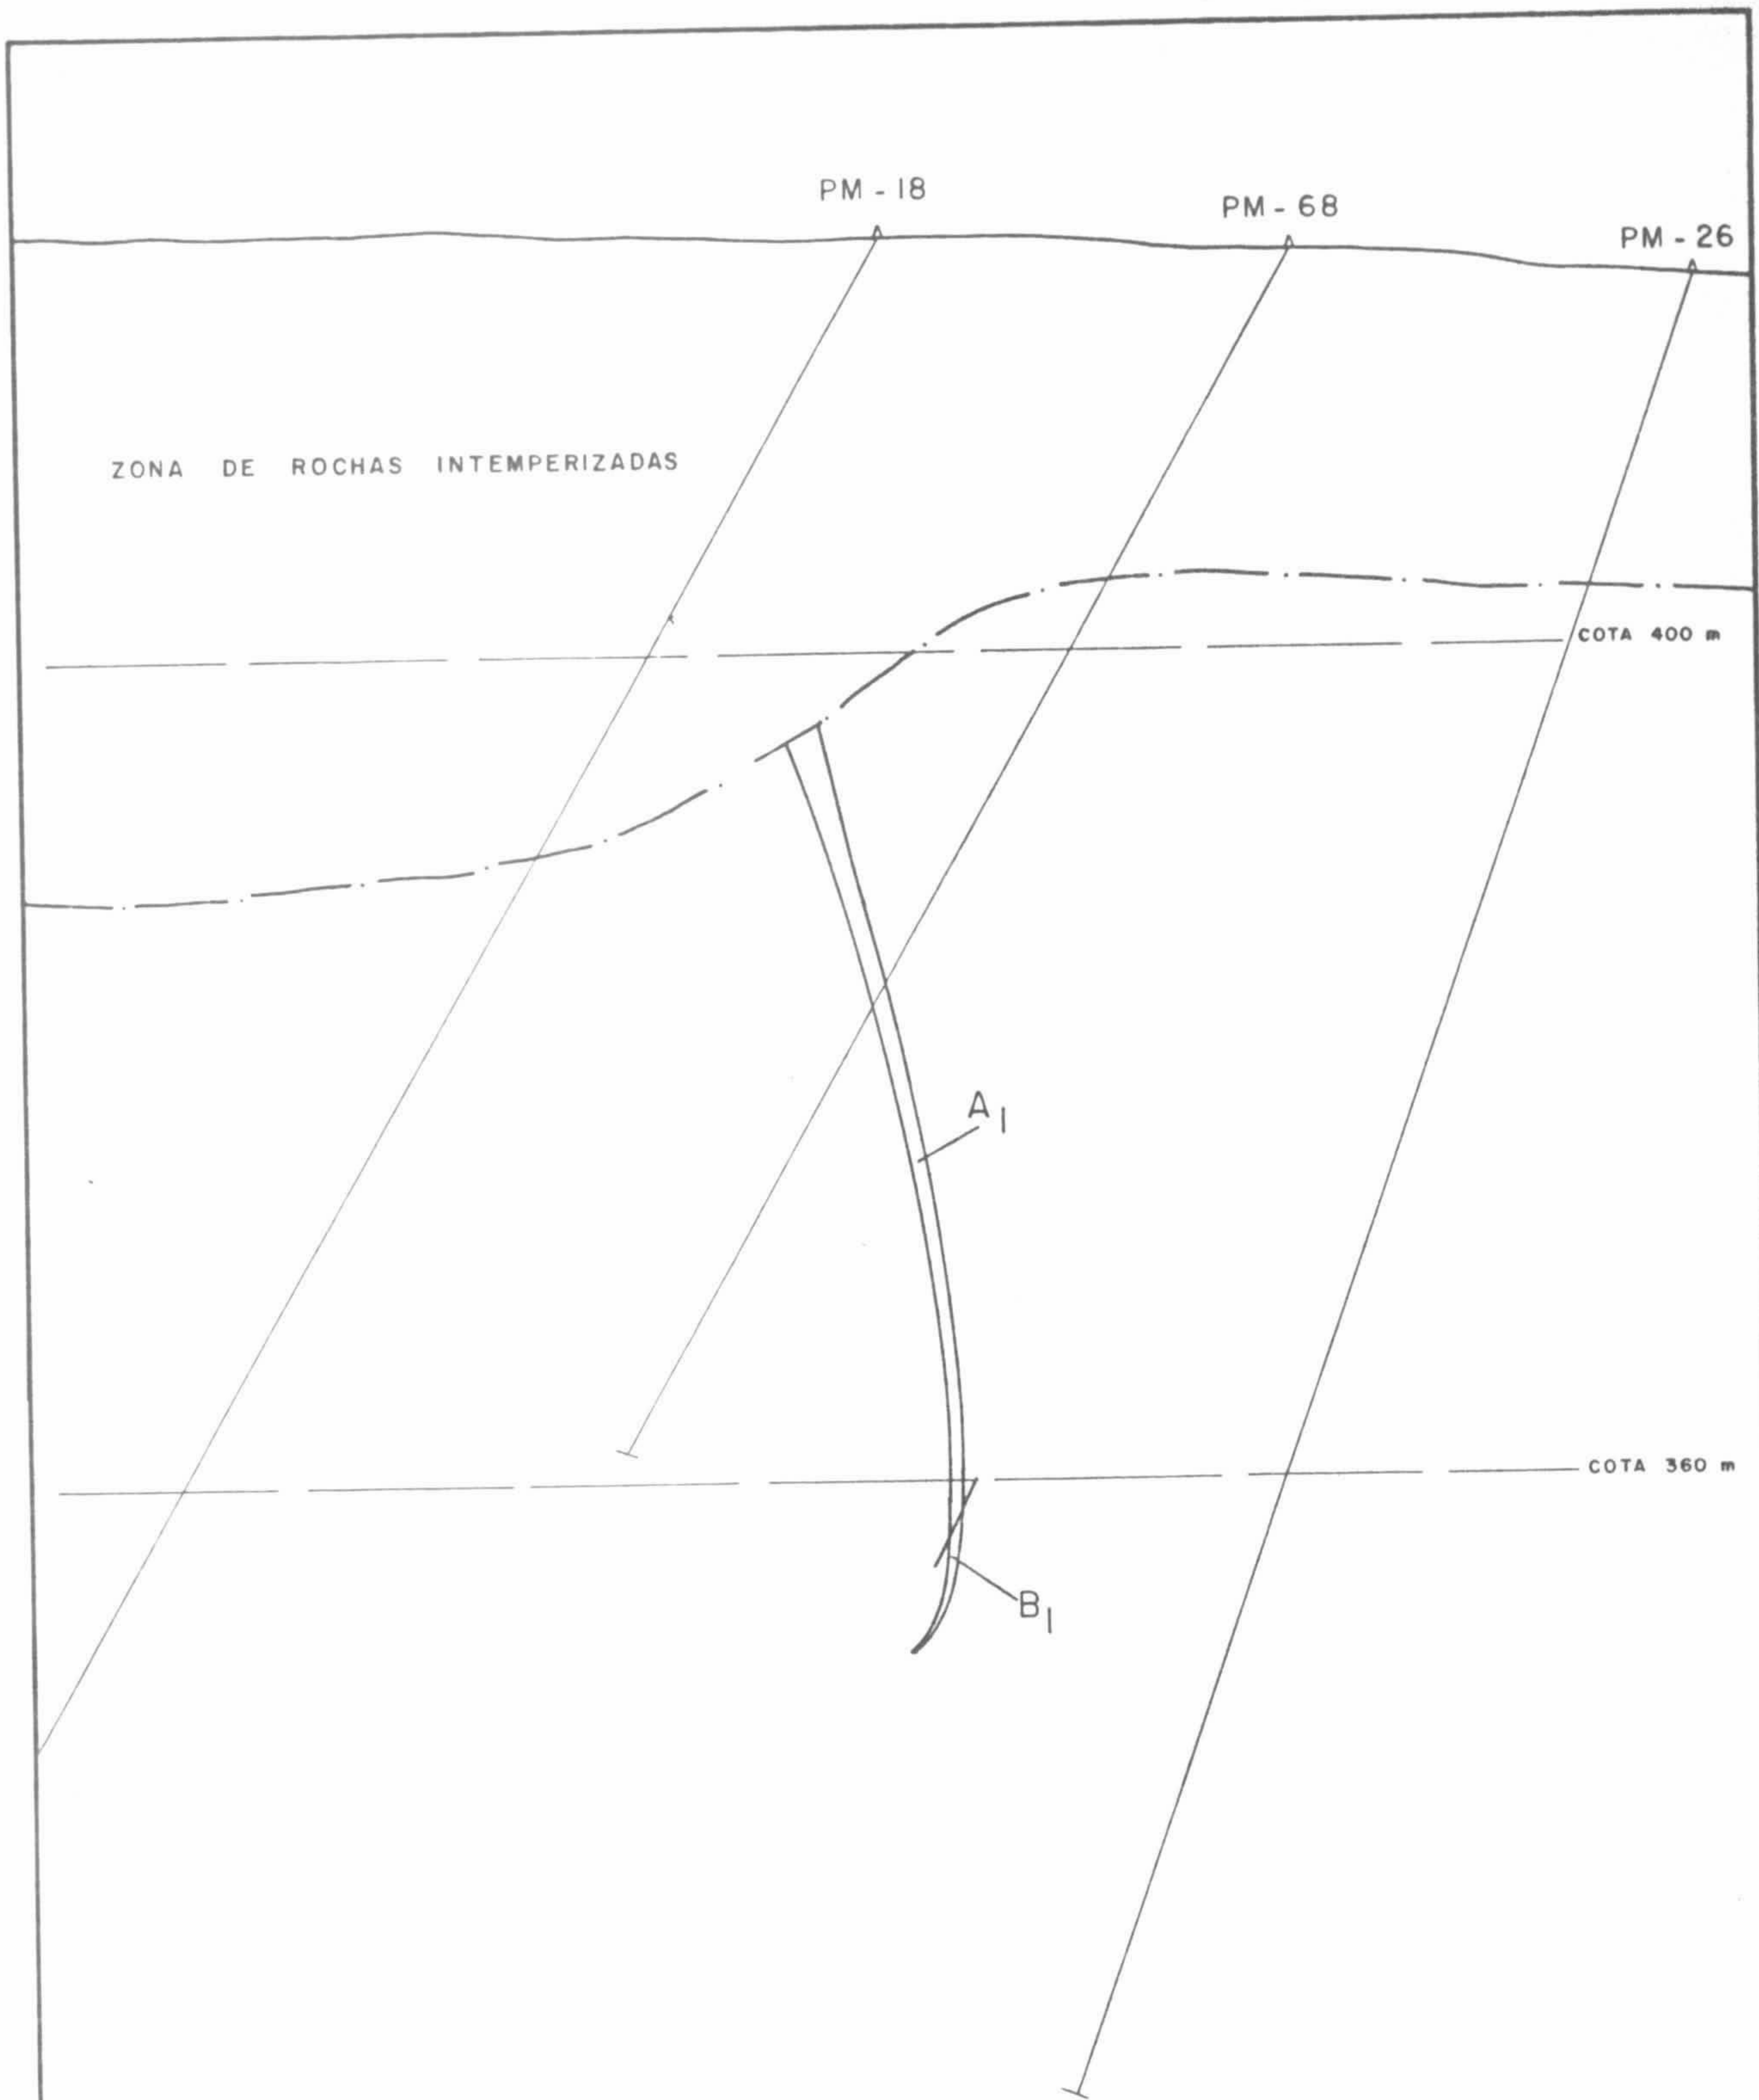 PM - 18
PM - 68
PM - 26
ZONA DE ROCHAS INTEMPERIZADAS
COTA 400 m
A1
COTA 360 m
B1